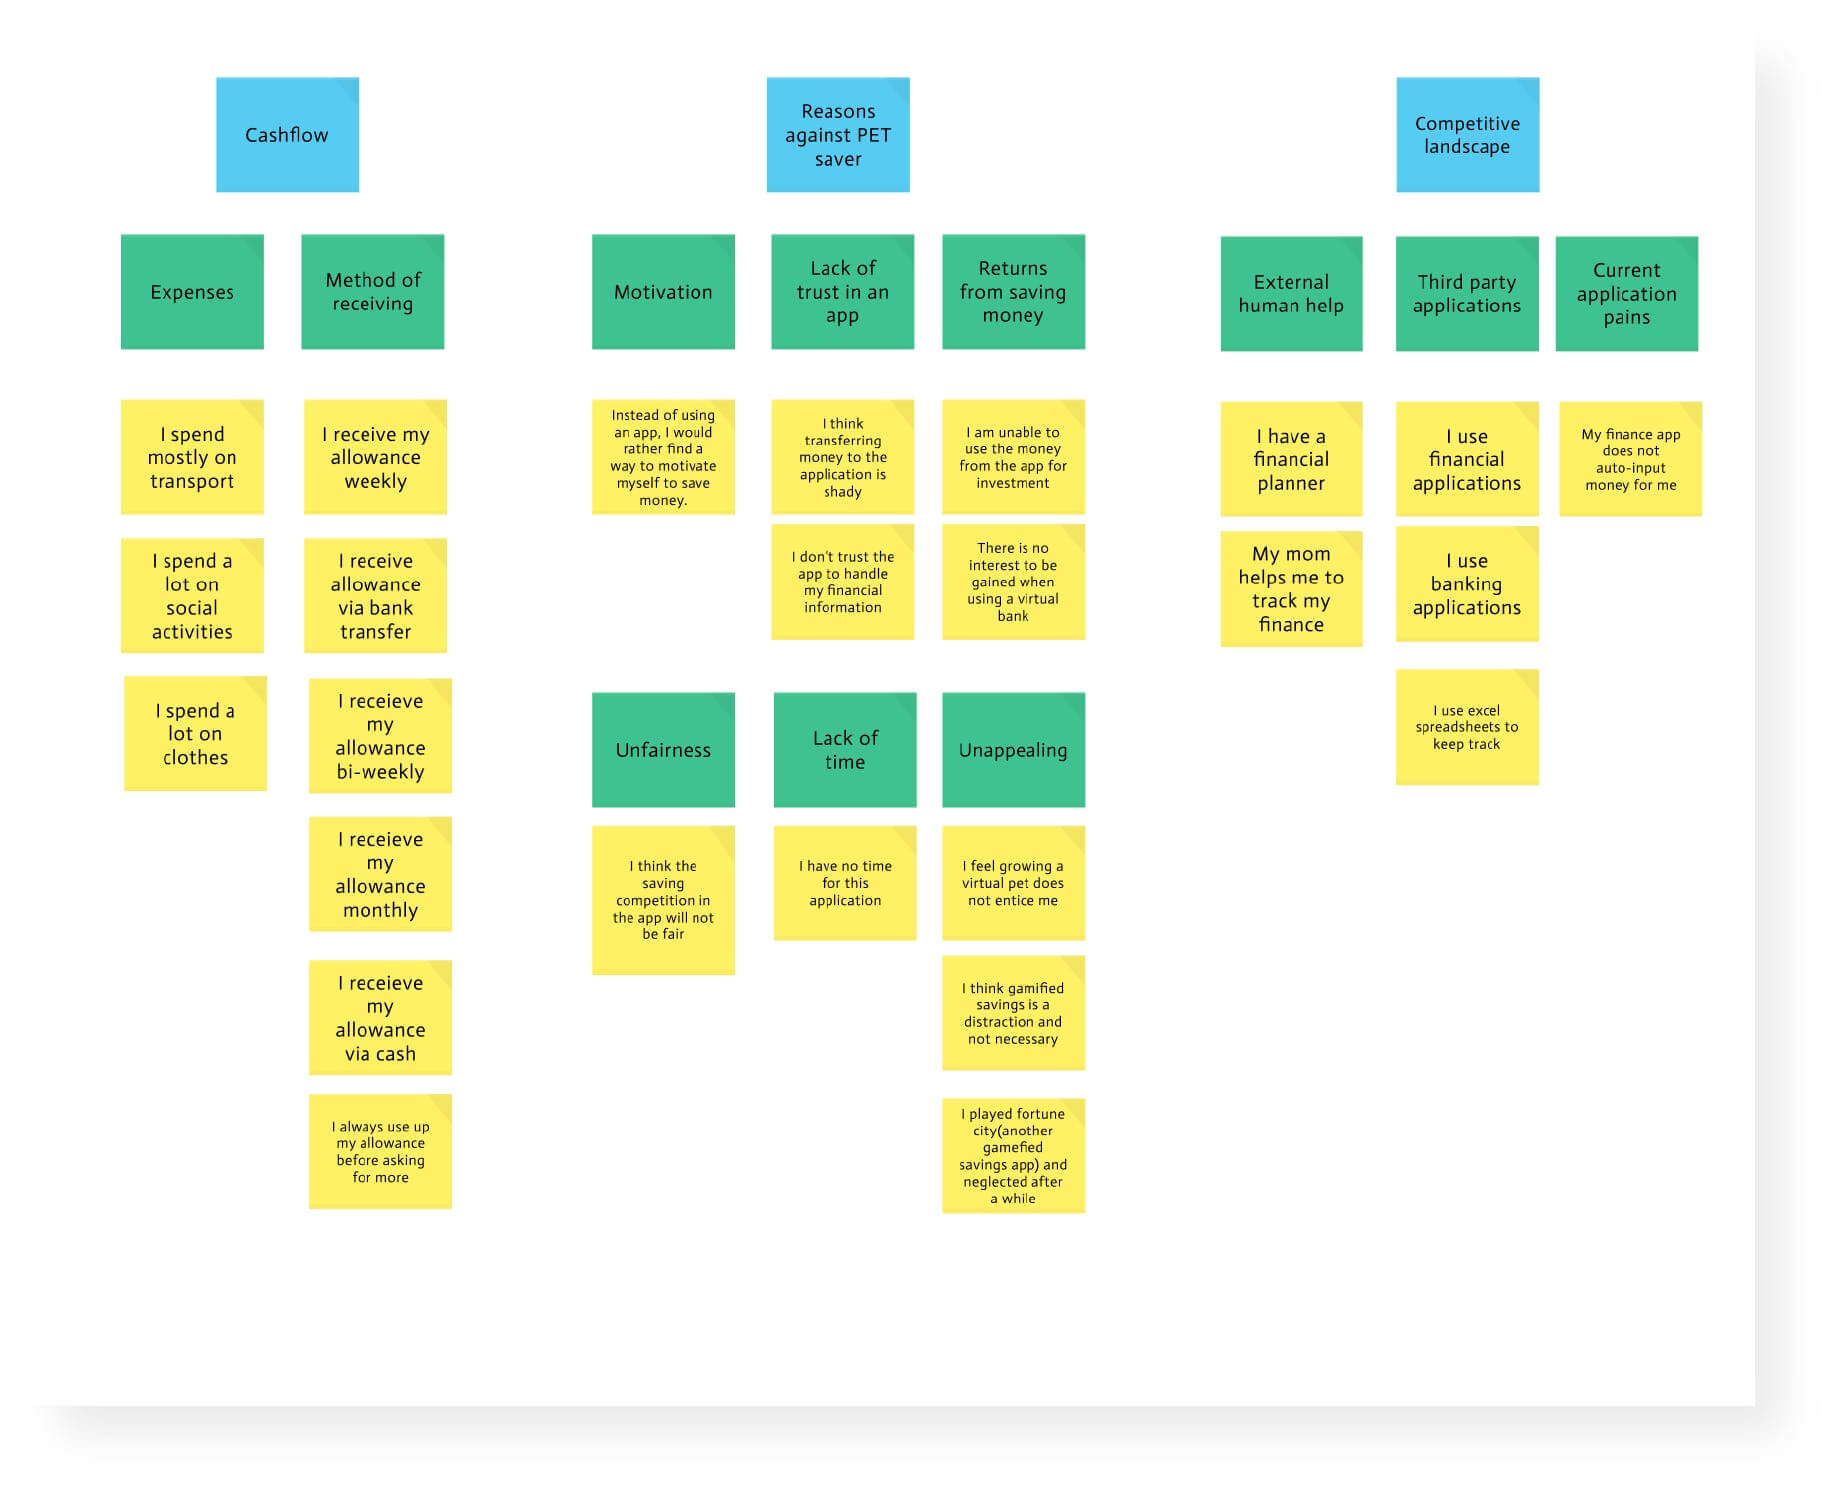 Cashflow
Reasons
against PET
saver
Competitive
landscape
Expenses
Method of
receiving
Motivation
Lack of
trust in an
app
Returns
from saving
money
External
human help
Third party
applications
Current
application
pains
I spend
mostly on
transport
I spend a
lot on
social
activities
I spend a
lot on
clothes
I receive my
allowance
weekly
I receive
allowance
via bank
transfer
I receieve
my
allowance
bi-weekly
I receieve
my
allowance
monthly
I receieve
my
allowance
via cash
I always use up
my allowance
before asking
for more
Instead of using
an app, I would
rather find a
way to motivate
myself to save
money.
I think
transferring
money to the
application is
shady
I don't trust the
app to handle
my financial
information
I am unable to
use the money
from the app for
investment
There is no
interest to be
gained when
using a virtual
bank
Unfairness
Lack of
time
Unappealing
I think the
saving
competition in
the app will not
be fair
I have no time
for this
application
I feel growing a
virtual pet does
not entice me
I think gamified
savings is a
distraction and
not necessary
I played fortune
city(another
gamefied
savings app) and
neglected after
a while
I have a
financial
planner
My mom
helps me to
track my
finance
I use
financial
applications
I use
banking
applications
I use excel
spreadsheets to
keep track
My finance app
does not
auto-input
money for me